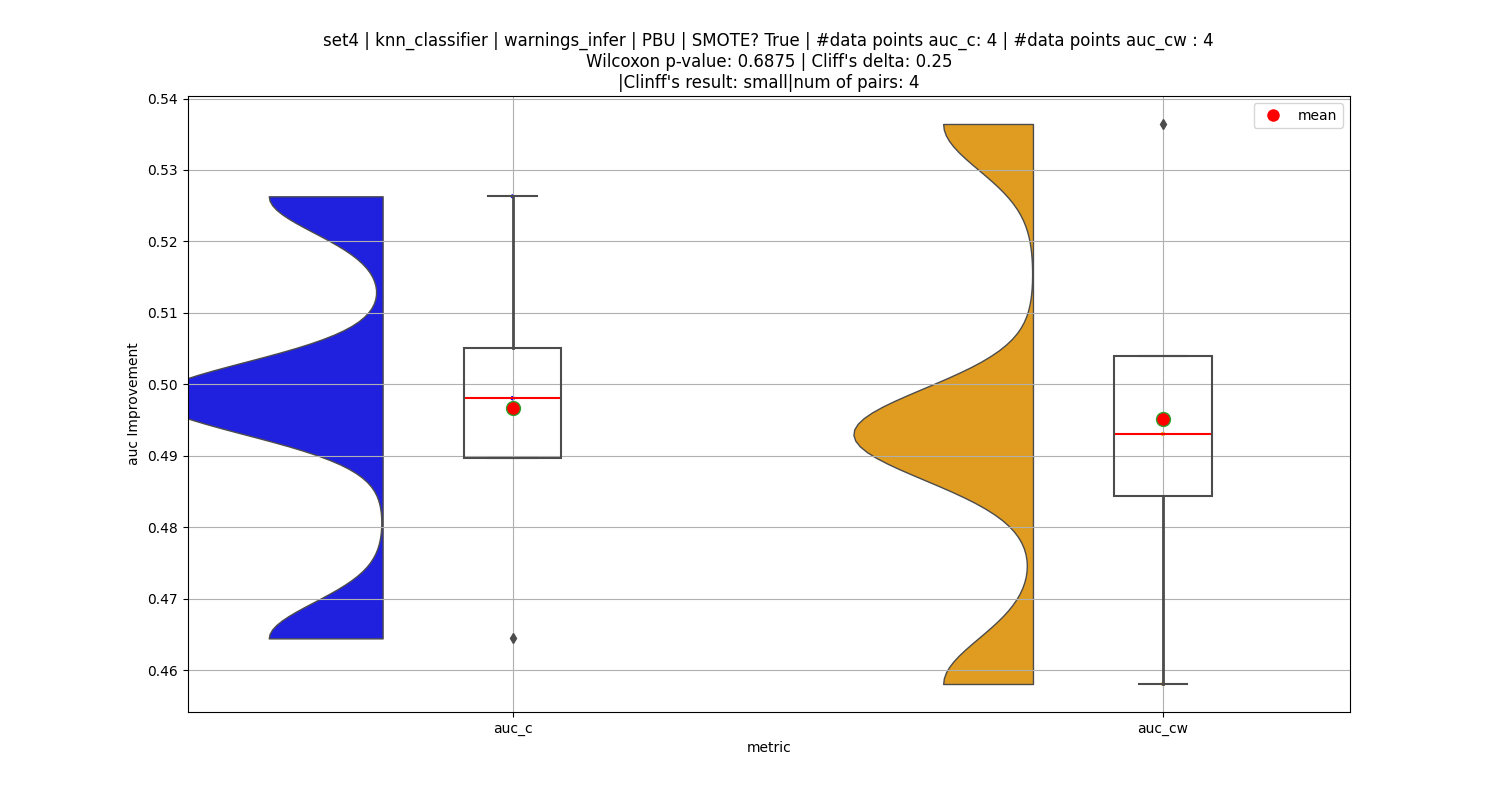 set4 | knn_classifier | warnings_infer | PBU | SMOTE? True | #data points auc_c: 4 | #data points auc_cw : 4
Wilcoxon p-value: 0.6875 | Cliff's delta: 0.25
|Clinff's result: small|num of pairs: 4
mean
0.54
0.53
0.52
0.51
0.50
0.49
0.48
0.47
0.46
auc Improvement
auc_c
auc_cw
metric